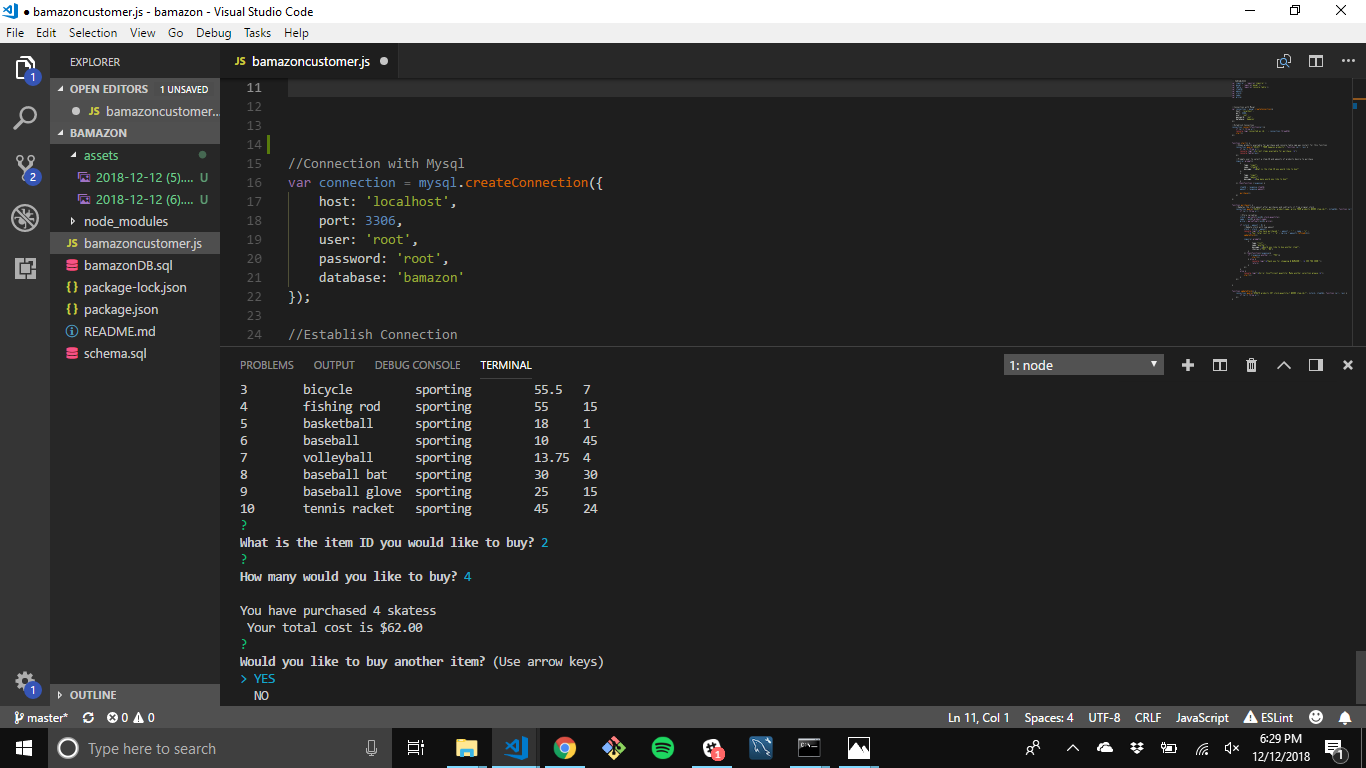 bamazoncustomer.js - bamazon - Visual Studio Code
File Edit Selection View Go Debug Tasks Help
EXPLORER
OPEN EDITORS 1 UNSAVED
JS bamazoncustomer...
BAMAZON
assets
2018-12-12 (5).... U
2018-12-12 (6).... U
node_modules
JS bamazoncustomer.js
bamazonDB.sql
{} package-lock.json
{} package.json
README.md
schema.sql
OUTLINE
1
2
1
JS bamazoncustomer.js
11
12
13
14
15 //Connection with Mysql
16 var connection = mysql.createConnection({
17 host: 'localhost',
18 port: 3306,
19 user: 'root',
20 password: 'root',
21 database: 'bamazon'
22 });
23
24 //Establish Connection
PROBLEMS OUTPUT DEBUG CONSOLE TERMINAL 1: node
3 bicycle sporting 55.5 7
4 fishing rod sporting 55 15
5 basketball sporting 18 1
6 baseball sporting 10 45
7 volleyball sporting 13.75 4
8 baseball bat sporting 30 30
9 baseball glove sporting 25 15
10 tennis racket sporting 45 24
?
What is the item ID you would like to buy? 2
?
How many would you like to buy? 4
You have purchased 4 skatess
Your total cost is $62.00
?
Would you like to buy another item? (Use arrow keys)
> YES
NO
master* 0 0 Ln 11, Col 1 Spaces: 4 UTF-8 CRLF JavaScript ESLint
Type here to search
1
6:29 PM
12/12/2018
1